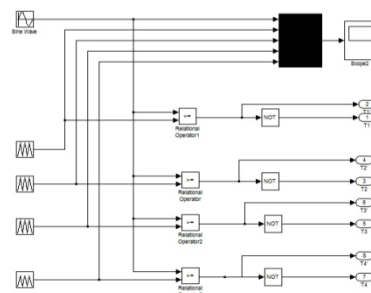 Sine Wave
Scope2
>=
Relational
Operator1
NOT
2
1
T1
>=
Relational
Operator
NOT
4
T2'
3
T2
>=
Relational
Operator2
NOT
6
T3'
5
T3
>=
Relational
NOT
8
T4'
7
T4